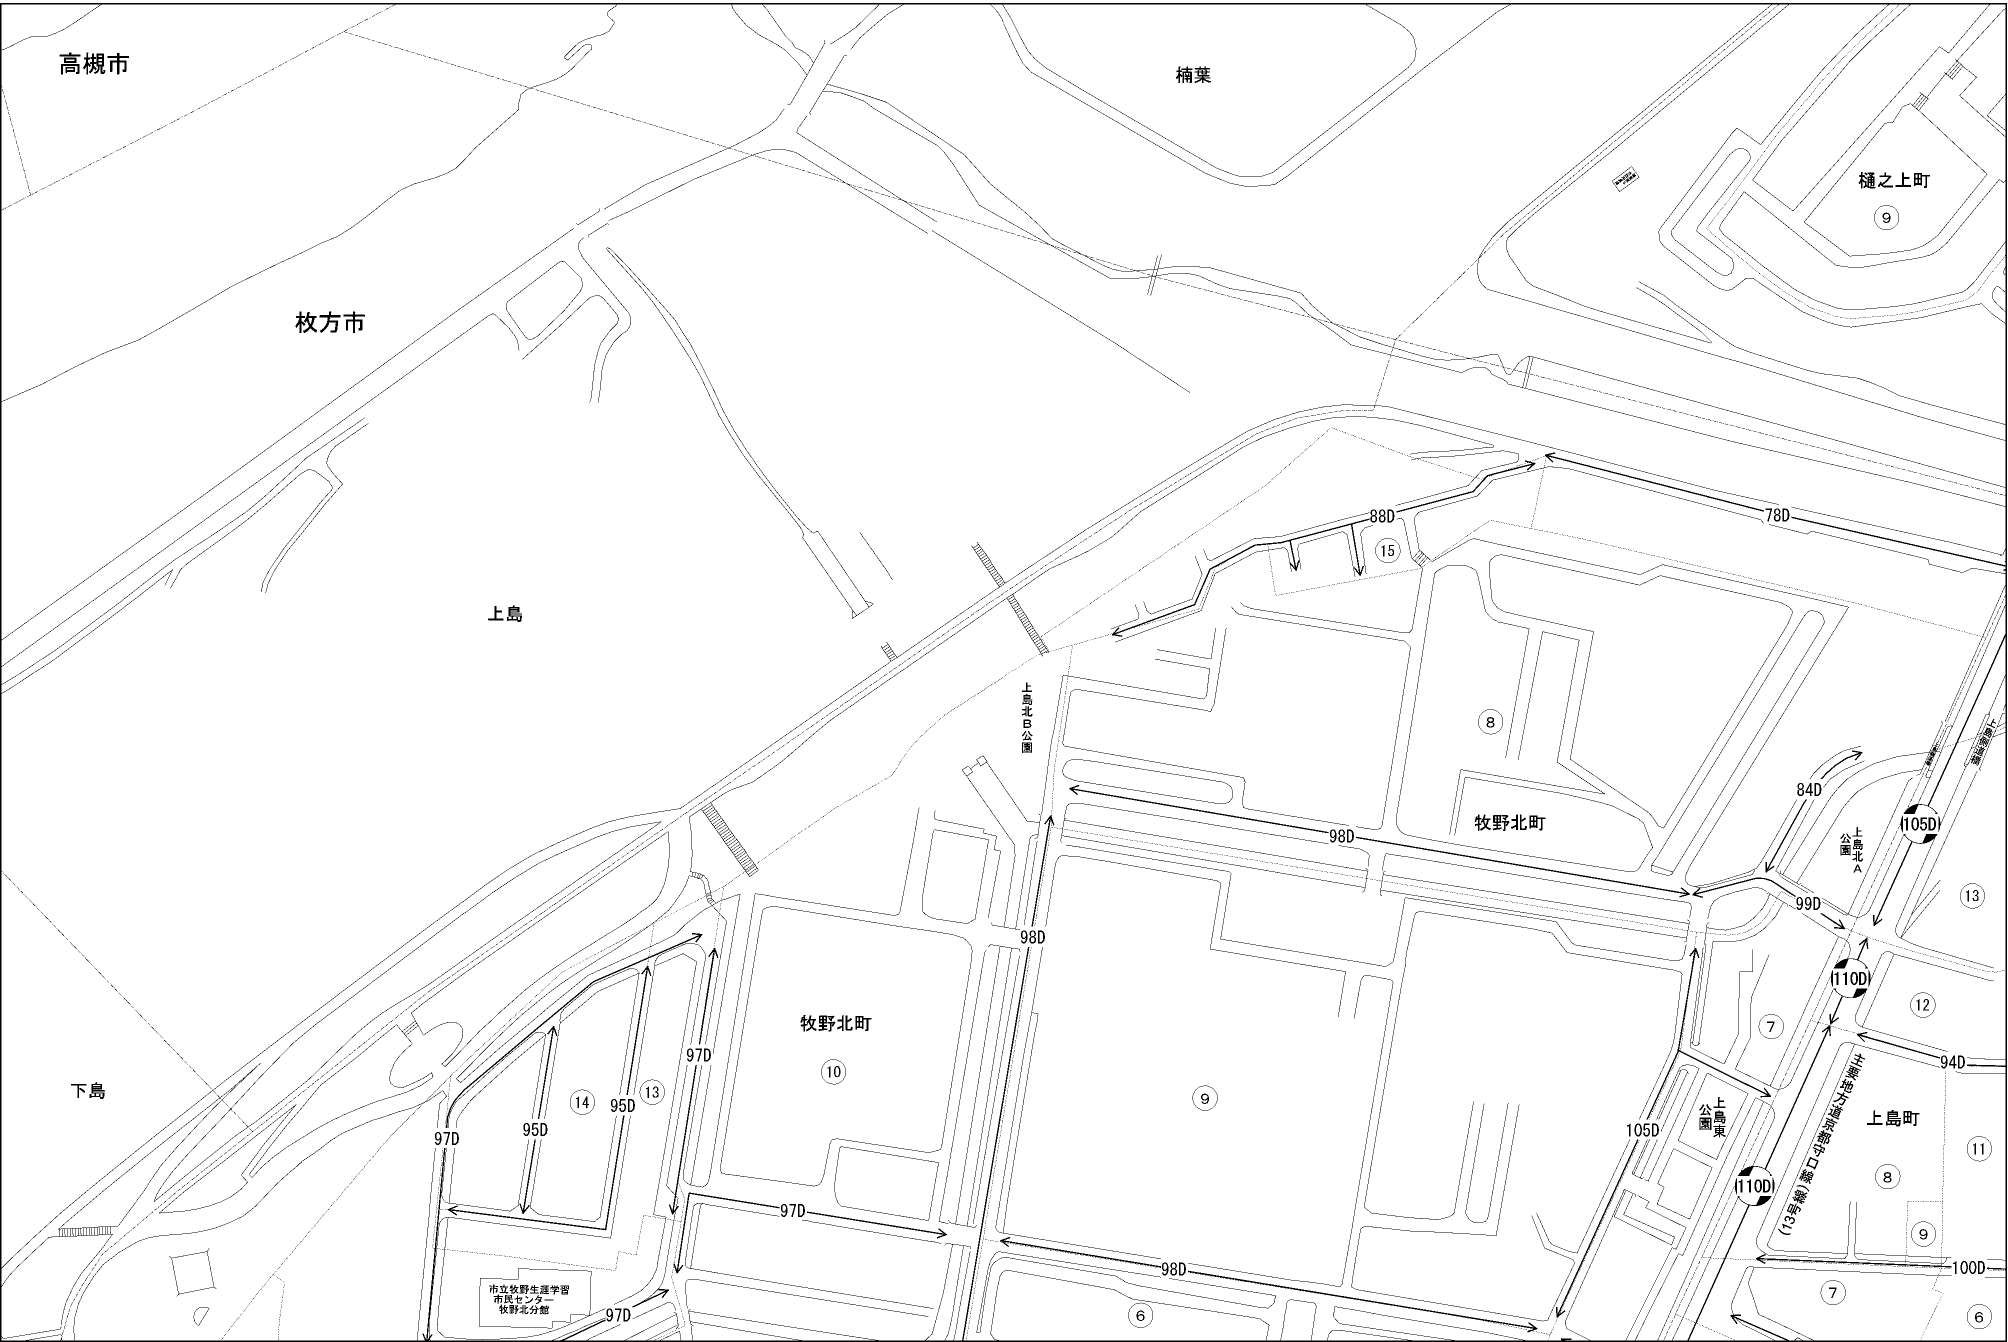 高槻市
楠葉
樋之上町
9
枚方市
上島
88D
78D
15
上島北B公園
8
上島側道橋
84D
牧野北町
98D
105D
上島北A
公園
13
99D
98D
110D
12
牧野北町
10
7
97D
94D
下島
14
95D
13
95D
97D
9
105D
上島東
公園
主要地方道京都守口線
(13号線)
上島町
11
110D
8
97D
9
98D
100D
市立牧野生涯学習
市民センター
牧野北分館
97D
6
7
6